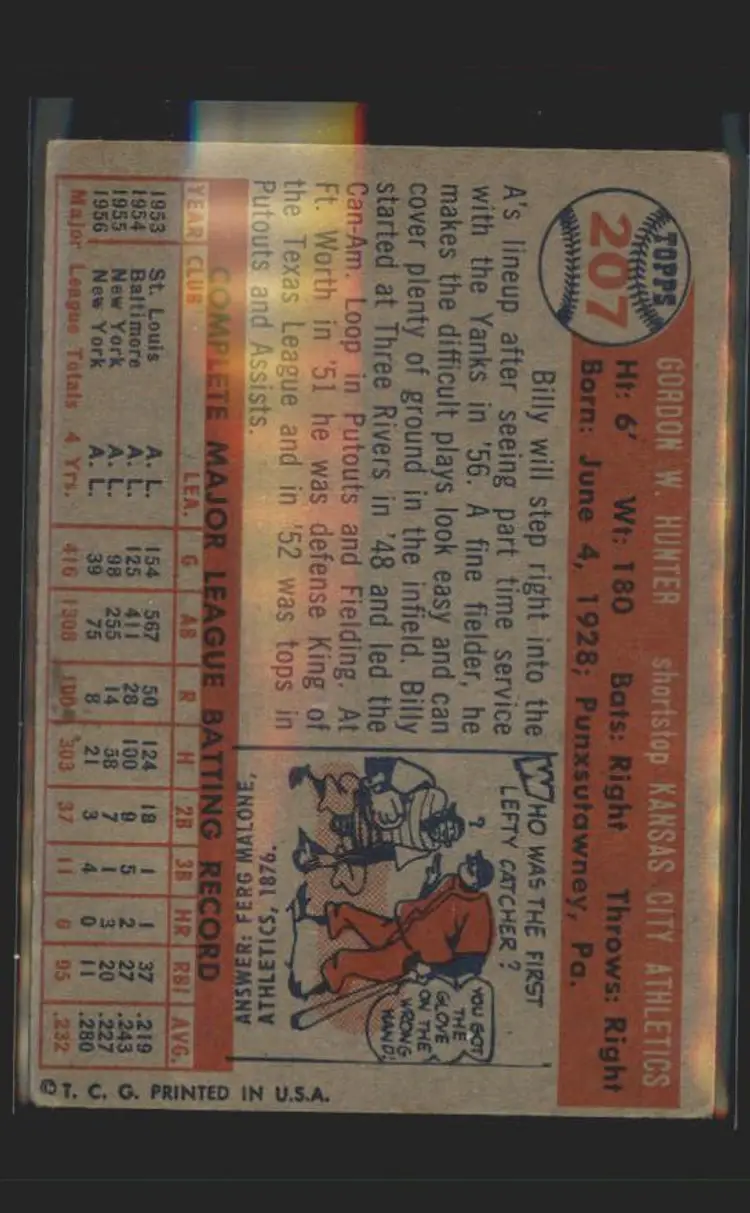 TOPPS
207
GORDON W. HUNTER shortstop KANSAS CITY ATHLETICS
Ht: 6' Wt: 180 Bats: Right Throws: Right
Born: June 4, 1928; Punxsutawney, Pa.
Billy will step right into the
A's lineup after seeing part time service
with the Yanks in '56. A fine fielder, he
makes the difficult plays look easy and can
cover plenty of ground in the infield. Billy
started at Three Rivers in '48 and led the
Can-Am. Loop in Putouts and Fielding. At
Ft. Worth in '51 he was defense King of
the Texas League and in '52 was tops in
Putouts and Assists.
WHO WAS THE FIRST
LEFTY CATCHER?
?
YOU GOT
THE
GLOVE
ON THE
WRONG
HAND!
ANSWER: FERG MALONE,
ATHLETICS, 1876.
COMPLETE MAJOR LEAGUE BATTING RECORD
YEAR CLUB LEA. G AB R H 2B 3B HR RBI AVG.
1953 St. Louis A. L. 154 567 50 124 18 1 1 37 .219
1954 Baltimore A. L. 125 411 28 100 9 5 2 27 .243
1955 New York A. L. 98 255 14 58 7 1 3 20 .227
1956 New York A. L. 39 75 8 21 3 4 0 11 .280
Major League Totals 4 Yrs. 416 1308 100 303 37 11 6 95 .232
© T. C. G. PRINTED IN U.S.A.